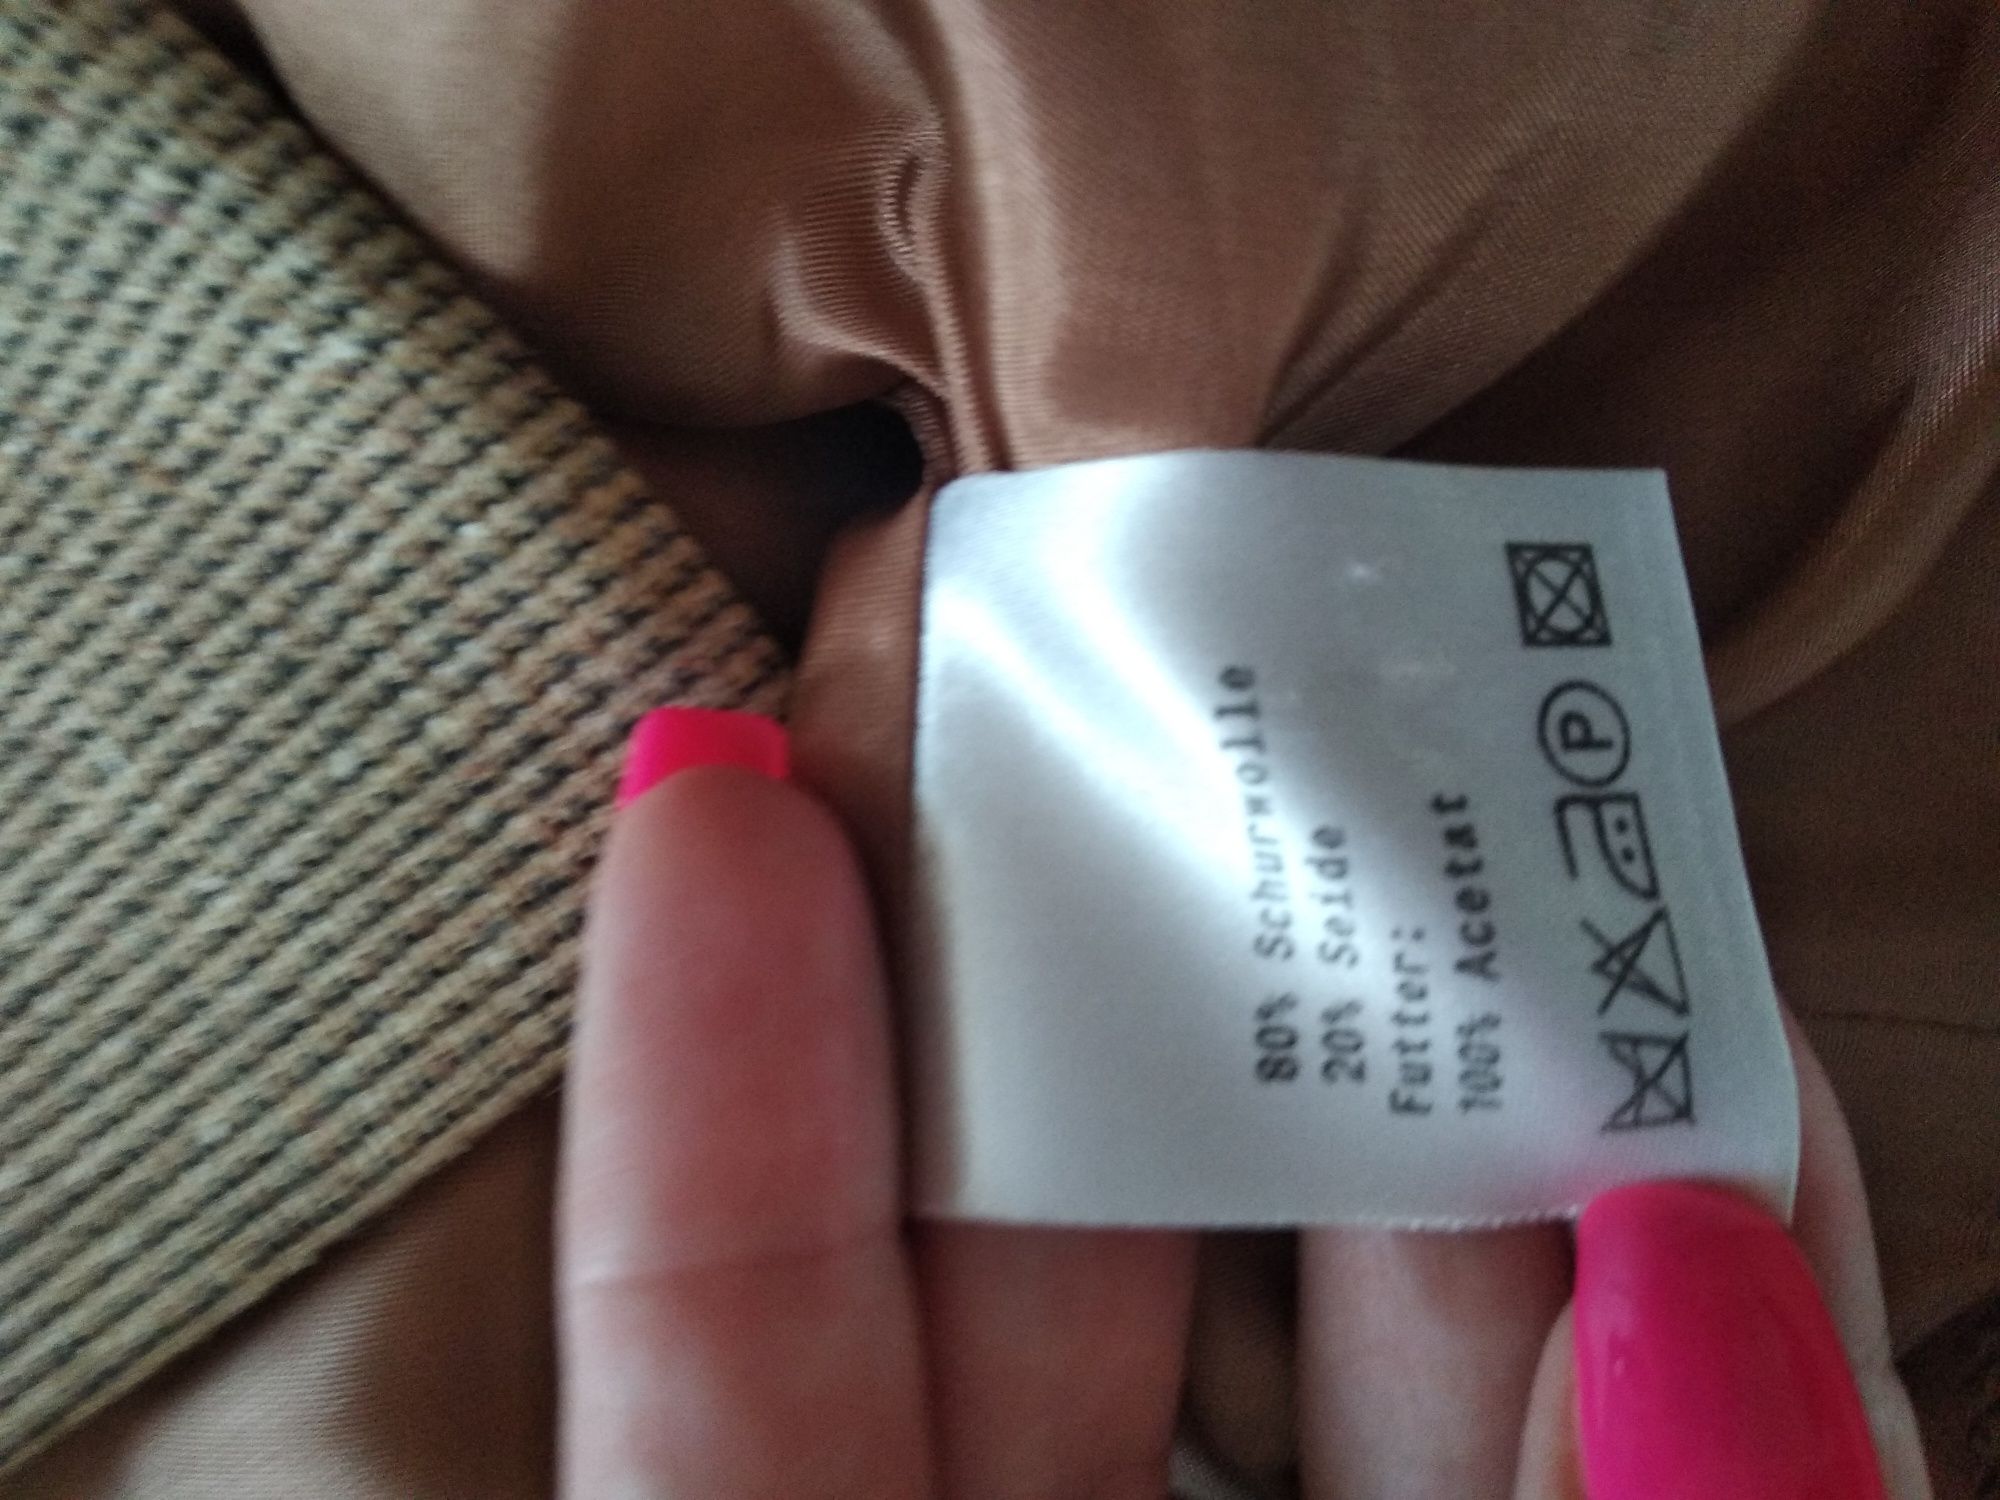 80% Schurwolle
20% Seide
Futter:
100% Acetat
P